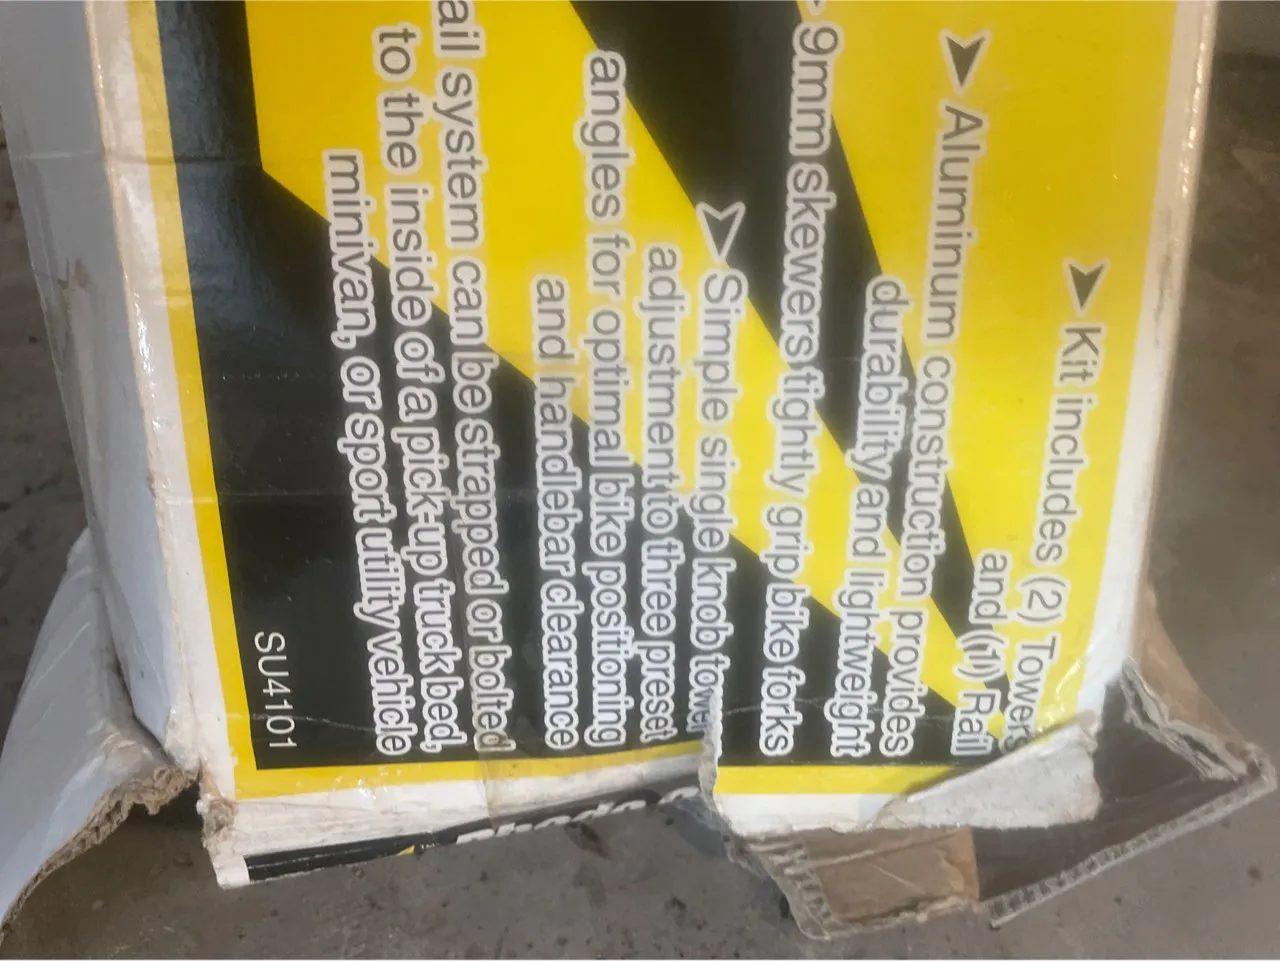 ➤ Kit includes (2) Towers
and (1) Rail
➤ Aluminum construction provides
durability and lightweight
9mm skewers tightly grip bike forks
➤ Simple single knob tower
adjustment to three preset
angles for optimal bike positioning
and handlebar clearance
ail system can be strapped or bolted
to the inside of a pick-up truck bed,
minivan, or sport utility vehicle
SU4101